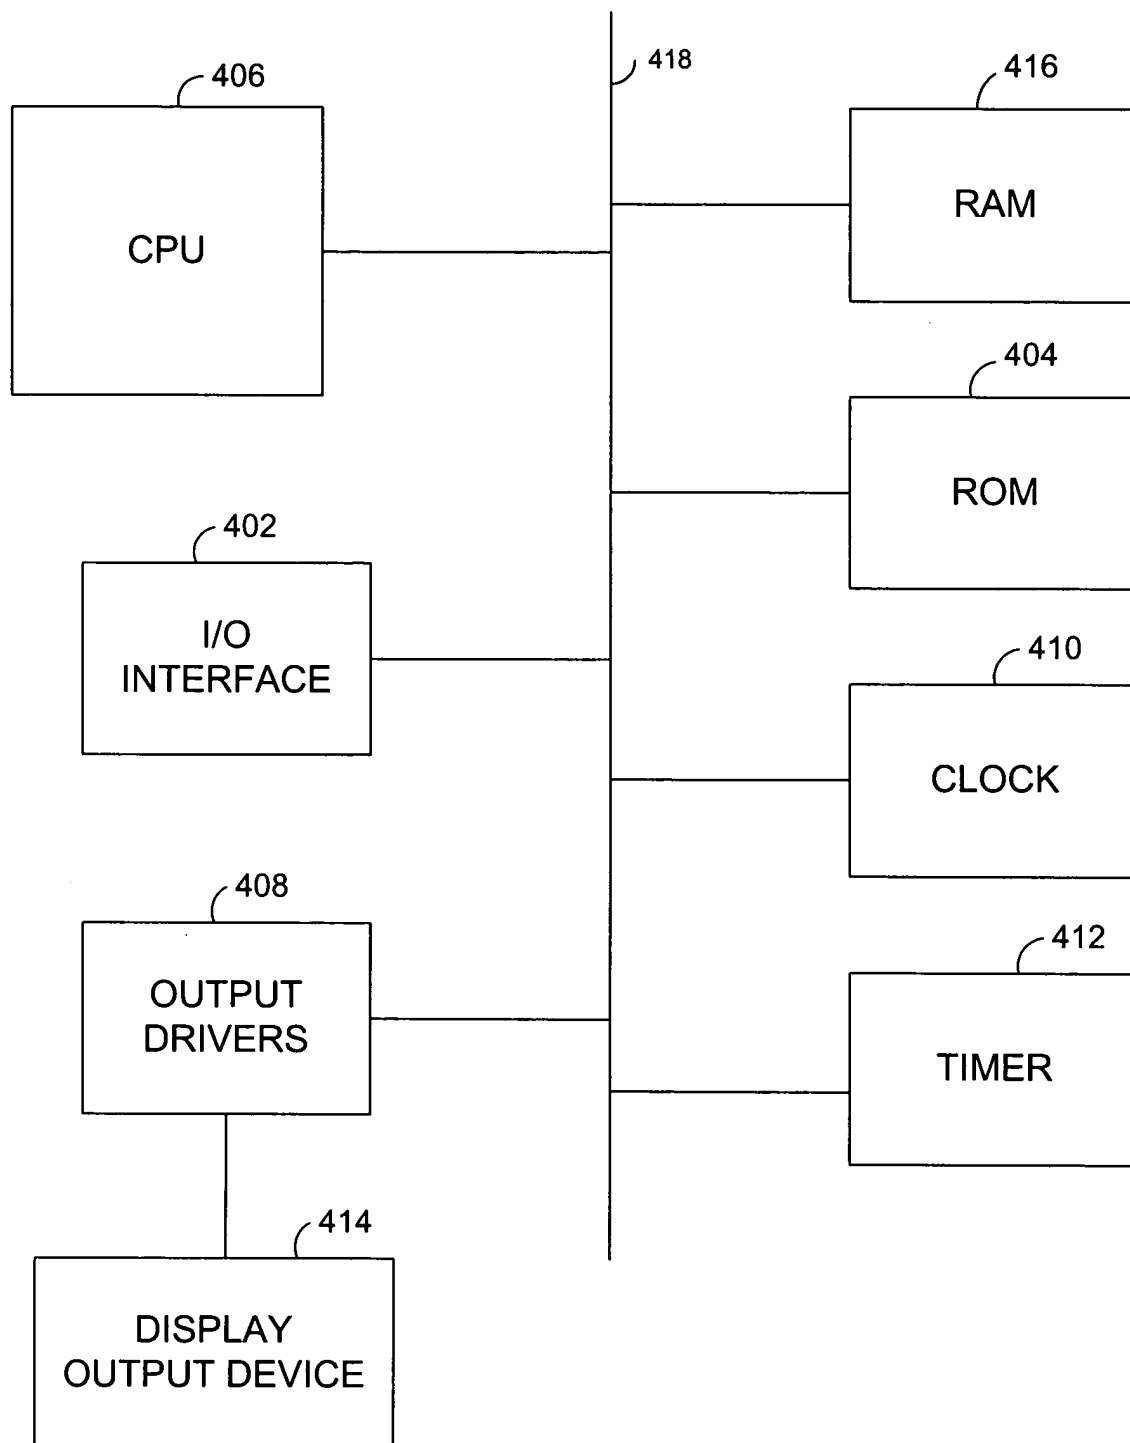 418
406
CPU
416
RAM
404
ROM
402
I/O
INTERFACE
410
CLOCK
408
OUTPUT
DRIVERS
412
TIMER
414
DISPLAY
OUTPUT DEVICE